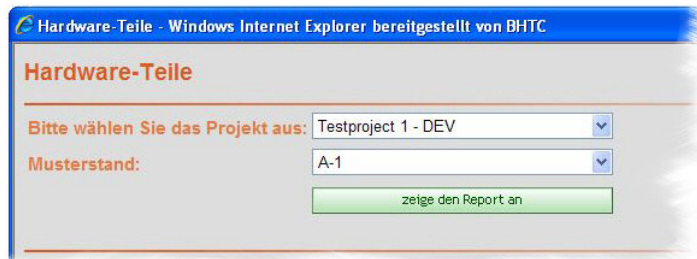 Hardware-Teile - Windows Internet Explorer bereitgestellt von BHTC
Hardware-Teile
Bitte wählen Sie das Projekt aus: Testproject 1 - DEV
Musterstand: A-1
zeige den Report an